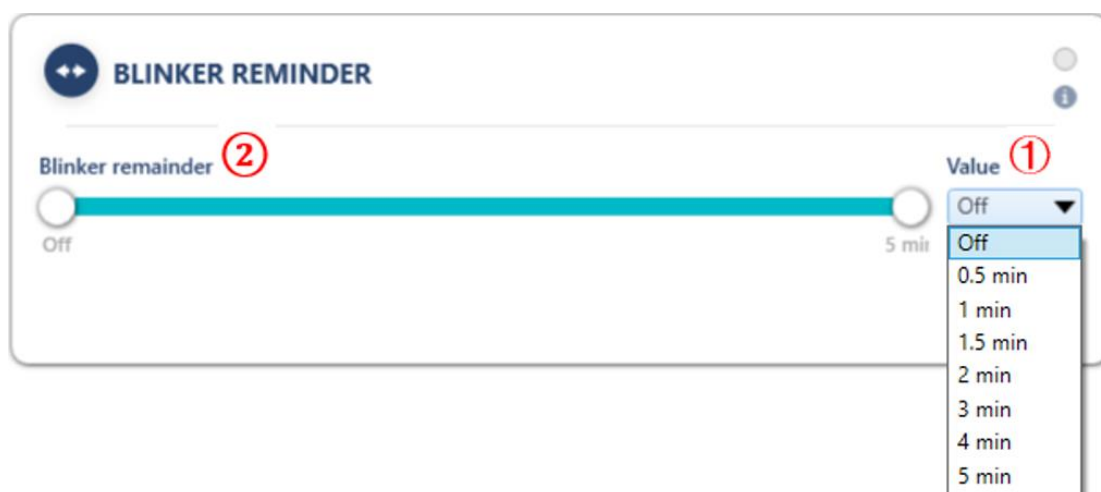 BLINKER REMINDER
Blinker remainder ②
Value ①
Off
5 min
Off
Off
0.5 min
1 min
1.5 min
2 min
3 min
4 min
5 min